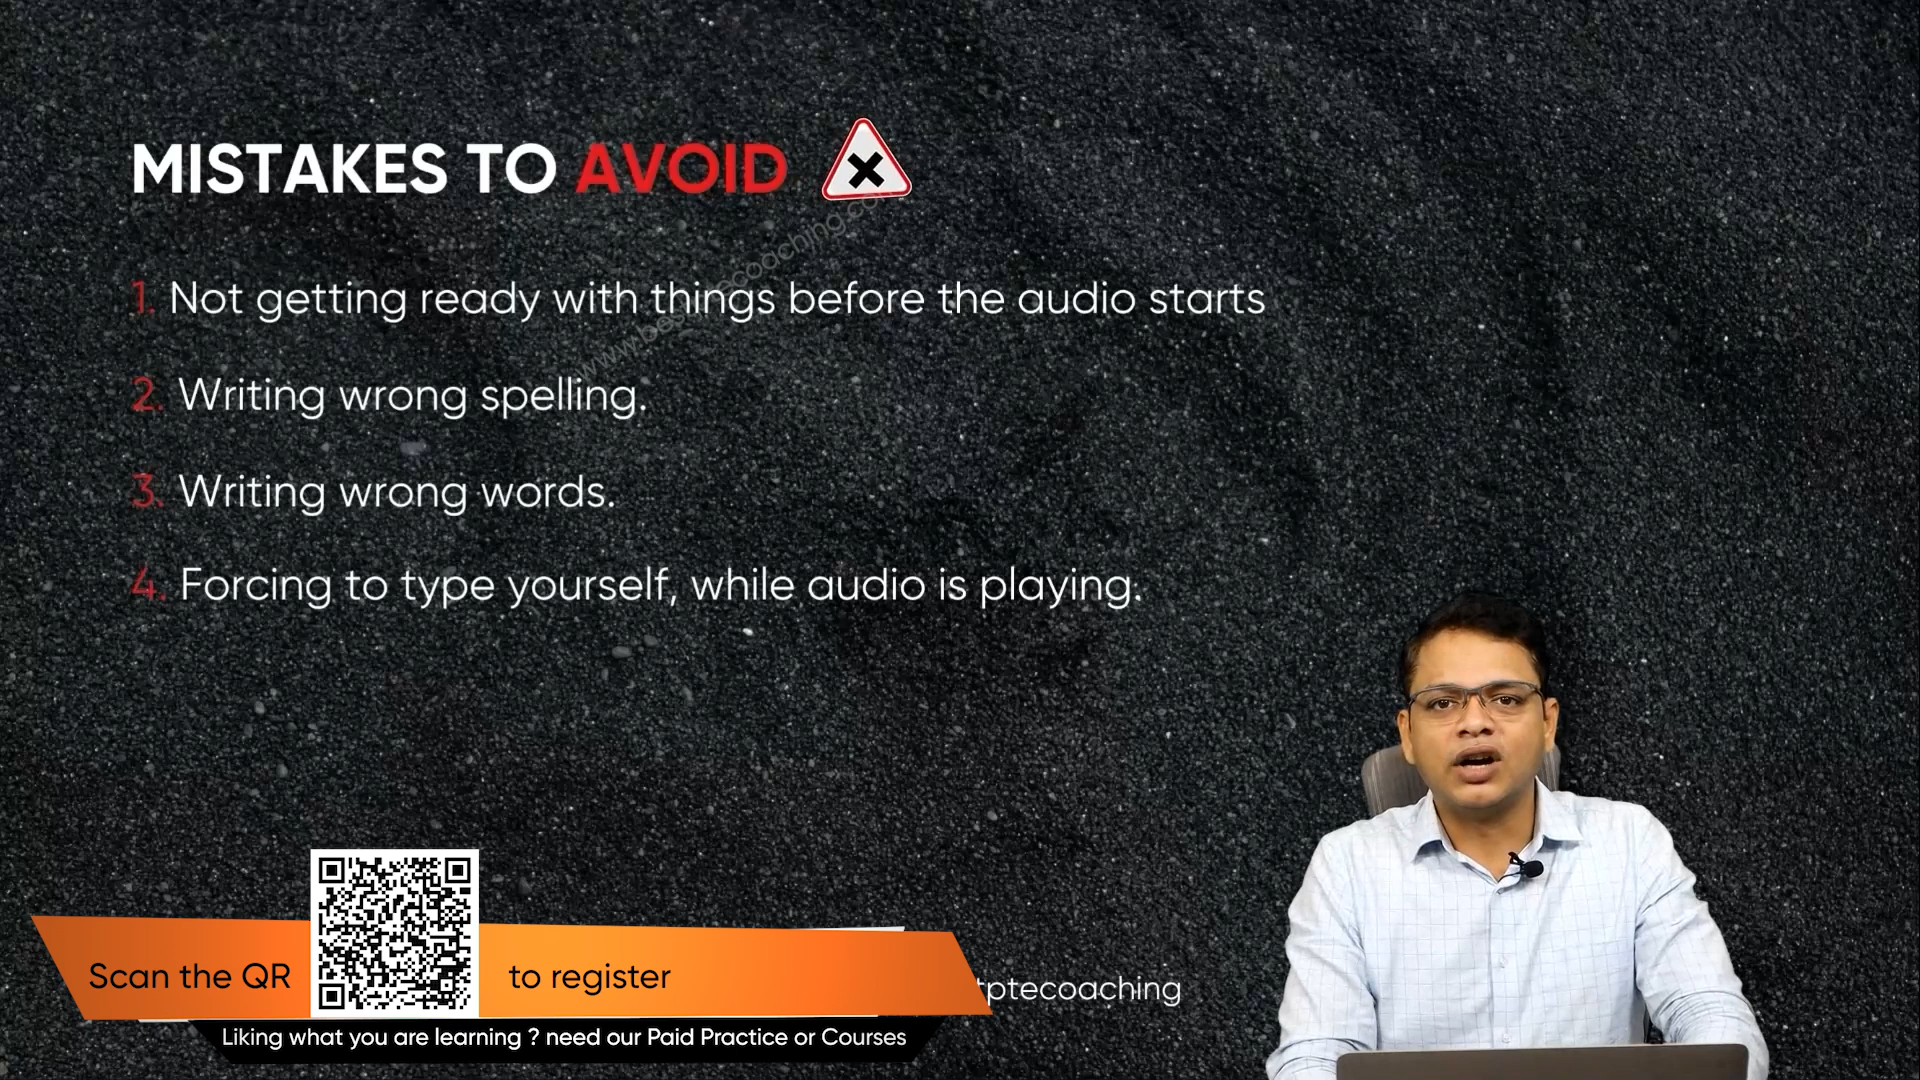 MISTAKES TO AVOID
1. Not getting ready with things before the audio starts
2. Writing wrong spelling.
3. Writing wrong words.
4. Forcing to type yourself, while audio is playing.
Scan the QR to register
tptecoaching
Liking what you are learning ? need our Paid Practice or Courses